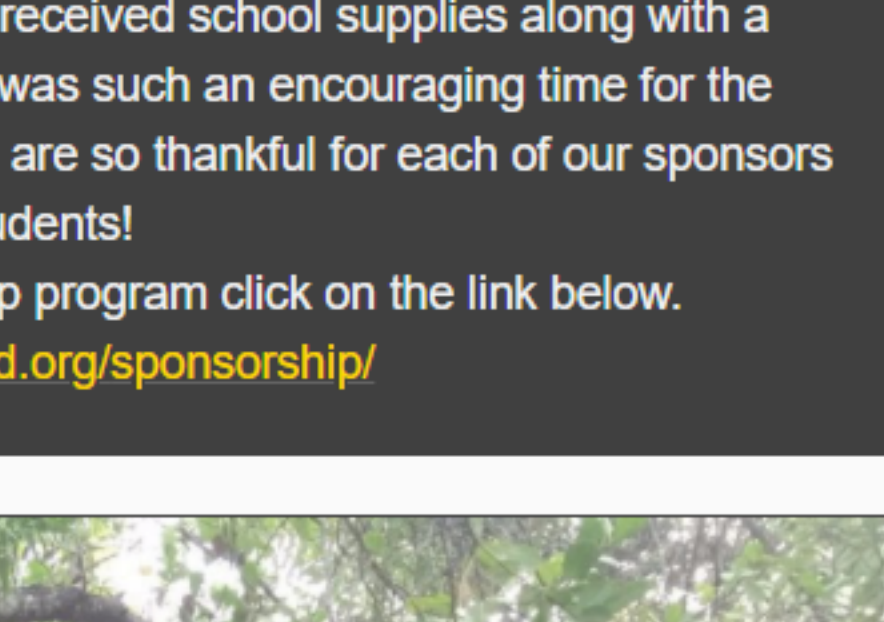 received school supplies along with a
was such an encouraging time for the
are so thankful for each of our sponsors
udents!
p program click on the link below.
d.org/sponsorship/